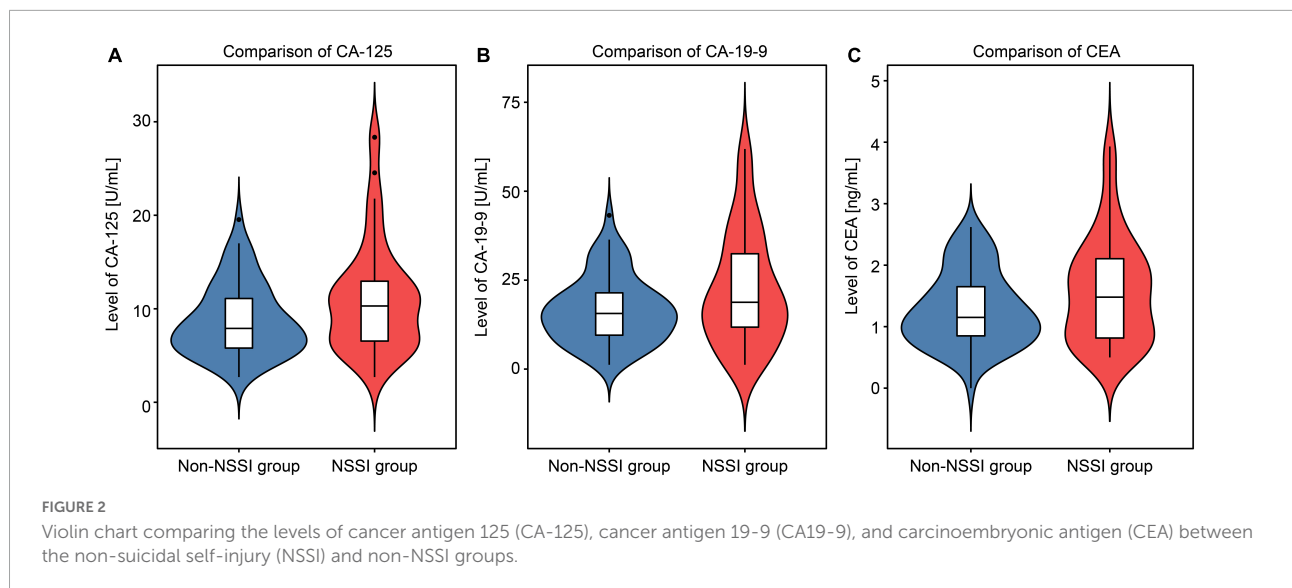 A
Comparison of CA-125
Level of CA-125 [U/mL]
30
20
10
0
Non-NSSI group
NSSI group
B
Comparison of CA-19-9
Level of CA-19-9 [U/mL]
75
50
25
0
Non-NSSI group
NSSI group
C
Comparison of CEA
Level of CEA [ng/mL]
5
4
3
2
1
0
Non-NSSI group
NSSI group
FIGURE 2
Violin chart comparing the levels of cancer antigen 125 (CA-125), cancer antigen 19-9 (CA19-9), and carcinoembryonic antigen (CEA) between
the non-suicidal self-injury (NSSI) and non-NSSI groups.